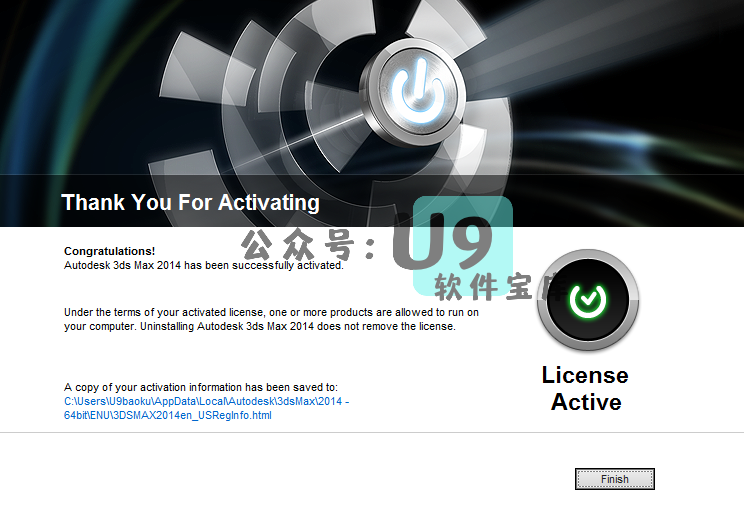 Thank You For Activating
公众号：U9
软件宝库
Congratulations!
Autodesk 3ds Max 2014 has been successfully activated.
Under the terms of your activated license, one or more products are allowed to run on
your computer. Uninstalling Autodesk 3ds Max 2014 does not remove the license.
License
Active
A copy of your activation information has been saved to:
C:\Users\U9baoku\AppData\Local\Autodesk\3dsMax\2014 -
64bit\ENU\3DSMAX2014en_USRegInfo.html
Finish